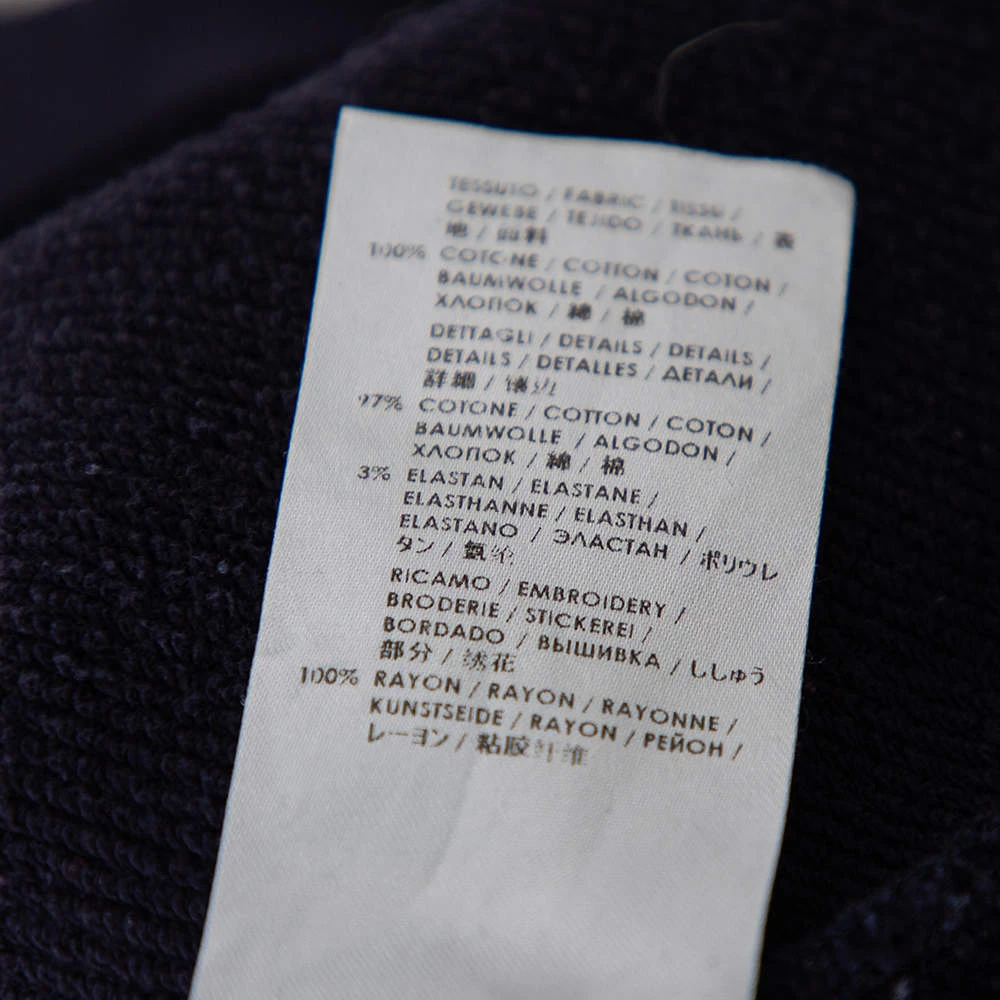 TESSUTO / FABRIC / TISSU /
GEWEBE / TEJIDO / ТКАНЬ / 表
地 / 面料
100% COTONE / COTTON / COTON /
BAUMWOLLE / ALGODON /
ХЛОПОК / 綿 / 棉
DETTAGLI / DETAILS / DETAILS /
DETAILS / DETALLES / ДЕТАЛИ /
詳細 / 镶边
97% COTONE / COTTON / COTON /
BAUMWOLLE / ALGODON /
ХЛОПОК / 綿 / 棉
3% ELASTAN / ELASTANE /
ELASTHANNE / ELASTHAN /
ELASTANO / ЭЛАСТАН / ポリウレ
タン / 氨纶
RICAMO / EMBROIDERY /
BRODERIE / STICKEREI /
BORDADO / ВЫШИВКА / ししゅう
部分 / 绣花
100% RAYON / RAYON / RAYONNE /
KUNSTSEIDE / RAYON / РЕЙОН /
レーヨン / 粘胶纤维